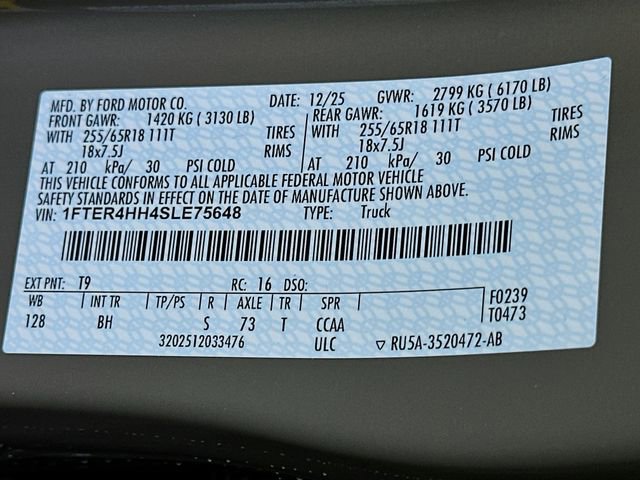 MFD. BY FORD MOTOR CO. DATE: 12/25 GVWR: 2799 KG ( 6170 LB)
FRONT GAWR: 1420 KG ( 3130 LB) REAR GAWR: 1619 KG ( 3570 LB)
WITH 255/65R18 111T TIRES WITH 255/65R18 111T TIRES
18x7.5J RIMS 18x7.5J RIMS
AT 210 kPa/ 30 PSI COLD AT 210 kPa/ 30 PSI COLD
THIS VEHICLE CONFORMS TO ALL APPLICABLE FEDERAL MOTOR VEHICLE
SAFETY STANDARDS IN EFFECT ON THE DATE OF MANUFACTURE SHOWN ABOVE.
VIN: 1FTER4HH4SLE75648 TYPE: Truck
EXT PNT: T9 RC: 16 DSO:
WB INT TR TP/PS R AXLE TR SPR F0239
128 BH S 73 T CCAA T0473
3202512033476 ULC ▽ RU5A-3520472-AB